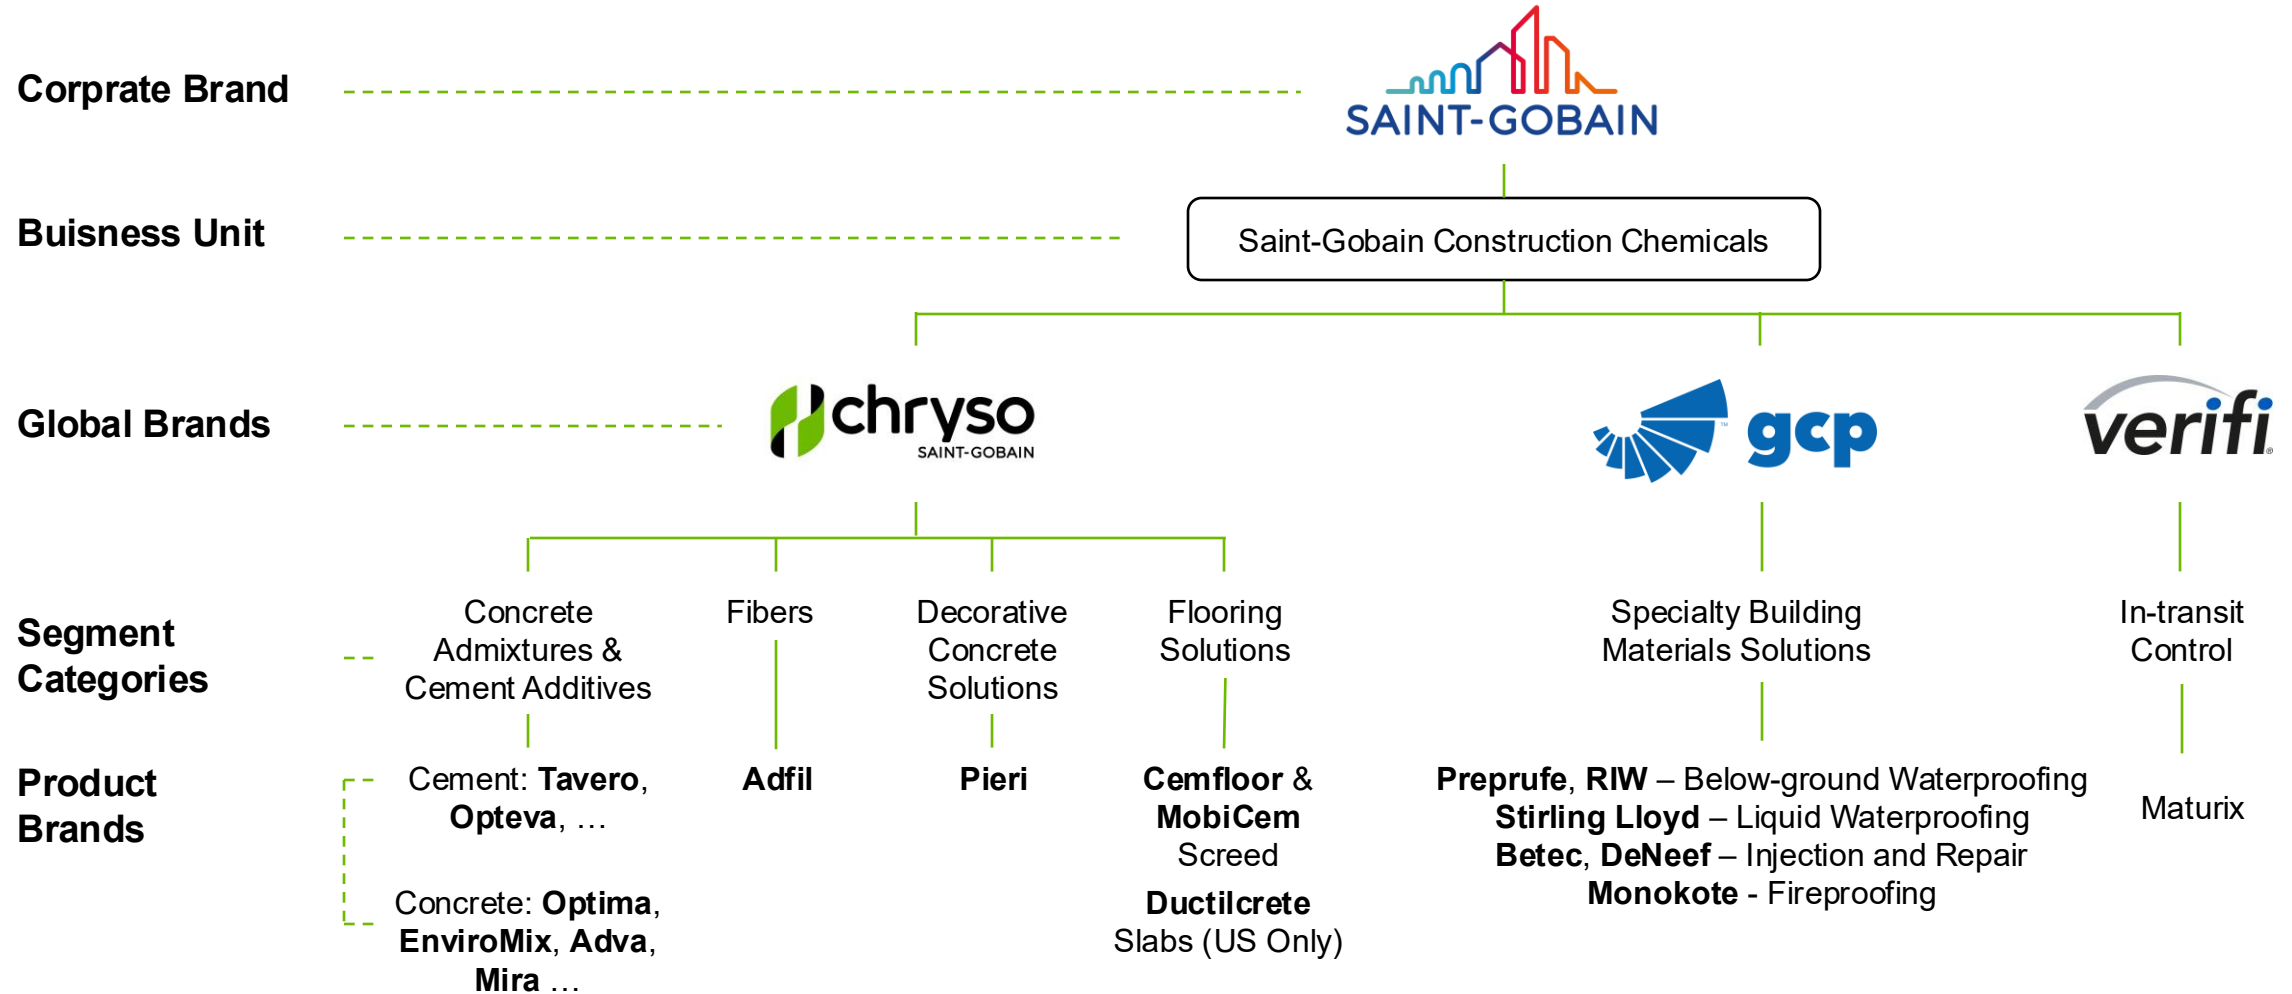 Corprate Brand
SAINT-GOBAIN
Buisness Unit
Saint-Gobain Construction Chemicals
Global Brands
chryso
SAINT-GOBAIN
gcp
™
verifi
®
Segment
Categories
Concrete
Admixtures &
Cement Additives
Fibers
Decorative
Concrete
Solutions
Flooring
Solutions
Specialty Building
Materials Solutions
In-transit
Control
Product
Brands
Cement: Tavero,
Opteva, …
Concrete: Optima,
EnviroMix, Adva,
Mira …
Adfil
Pieri
Cemfloor &
MobiCem
Screed
Ductilcrete
Slabs (US Only)
Preprufe, RIW – Below-ground Waterproofing
Stirling Lloyd – Liquid Waterproofing
Betec, DeNeef – Injection and Repair
Monokote - Fireproofing
Maturix